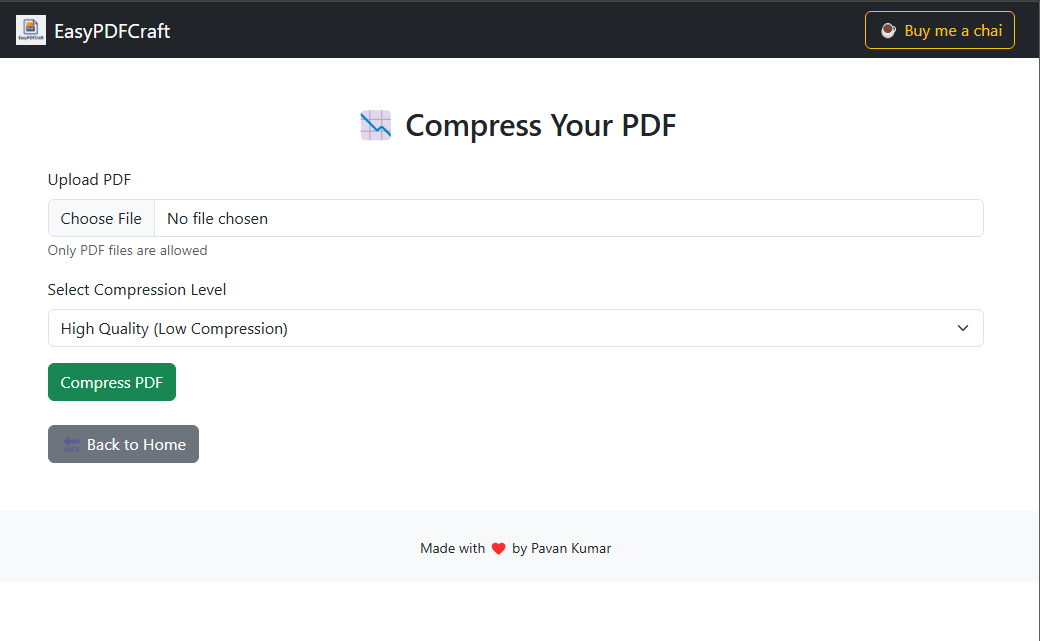 EasyPDFCraft
Buy me a chai
Compress Your PDF
Upload PDF
Choose File No file chosen
Only PDF files are allowed
Select Compression Level
High Quality (Low Compression)
Compress PDF
Back to Home
Made with ❤️ by Pavan Kumar